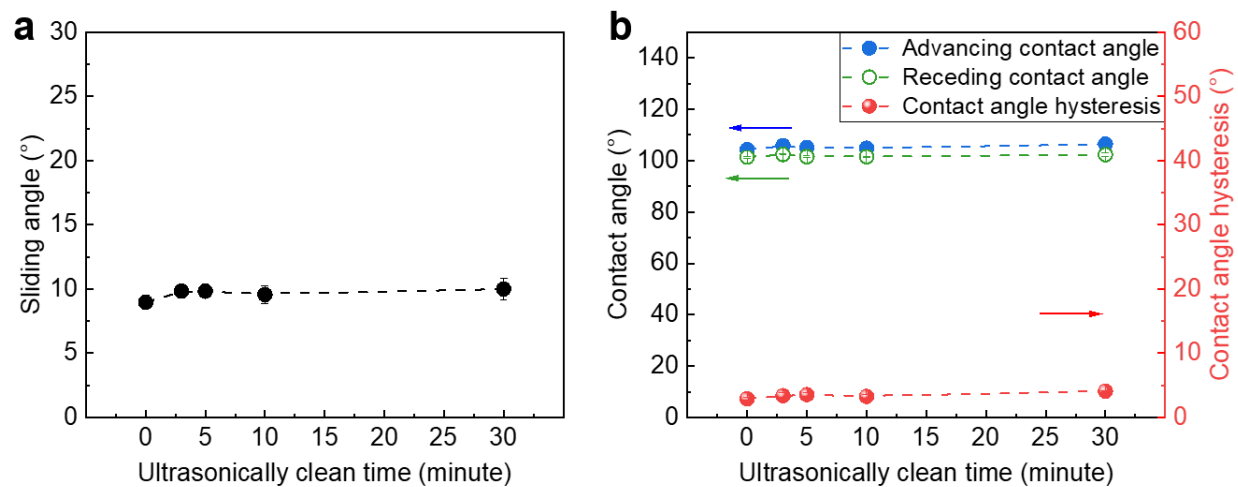 a
30
25
20
15
10
5
0
Sliding angle (°)
0 5 10 15 20 25 30
Ultrasonically clean time (minute)
b
140
120
100
80
60
40
20
0
Contact angle (°)
Advancing contact angle
Receding contact angle
Contact angle hysteresis
60
50
40
30
20
10
0
Contact angle hysteresis (°)
0 5 10 15 20 25 30
Ultrasonically clean time (minute)